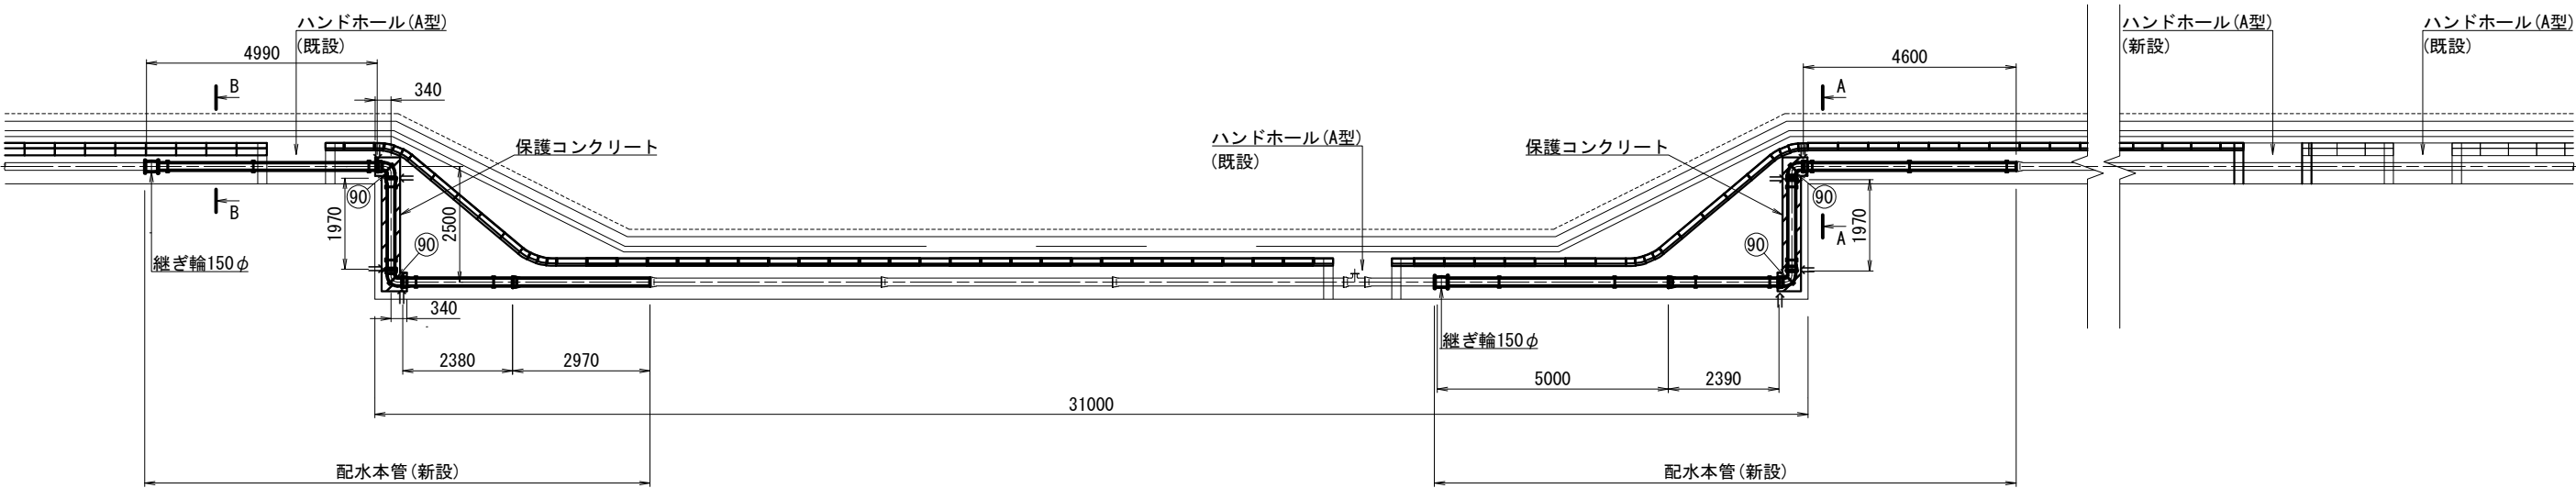 ハンドホール(A型)
(既設)
4990
B
340
保護コンクリート
90
1970
2500
B
90
継ぎ輪150φ
340
2380
2970
配水本管(新設)
31000
ハンドホール(A型)
(既設)
保護コンクリート
継ぎ輪150φ
5000
2390
90
90
1970
4600
A
A
配水本管(新設)
ハンドホール(A型)
(新設)
ハンドホール(A型)
(既設)